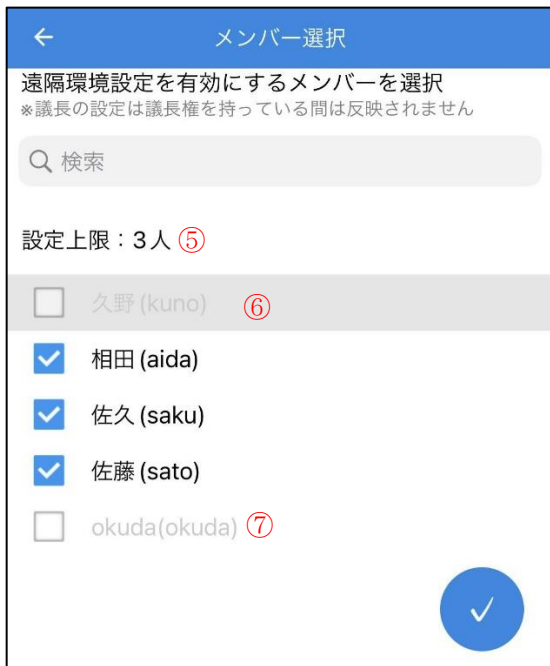 メンバー選択
遠隔環境設定を有効にするメンバーを選択
※議長の設定は議長権を持っている間は反映されません
検索
設定上限：3人 ⑤
久野(kuno) ⑥
相田(aida)
佐久(saku)
佐藤(sato)
okuda(okuda) ⑦